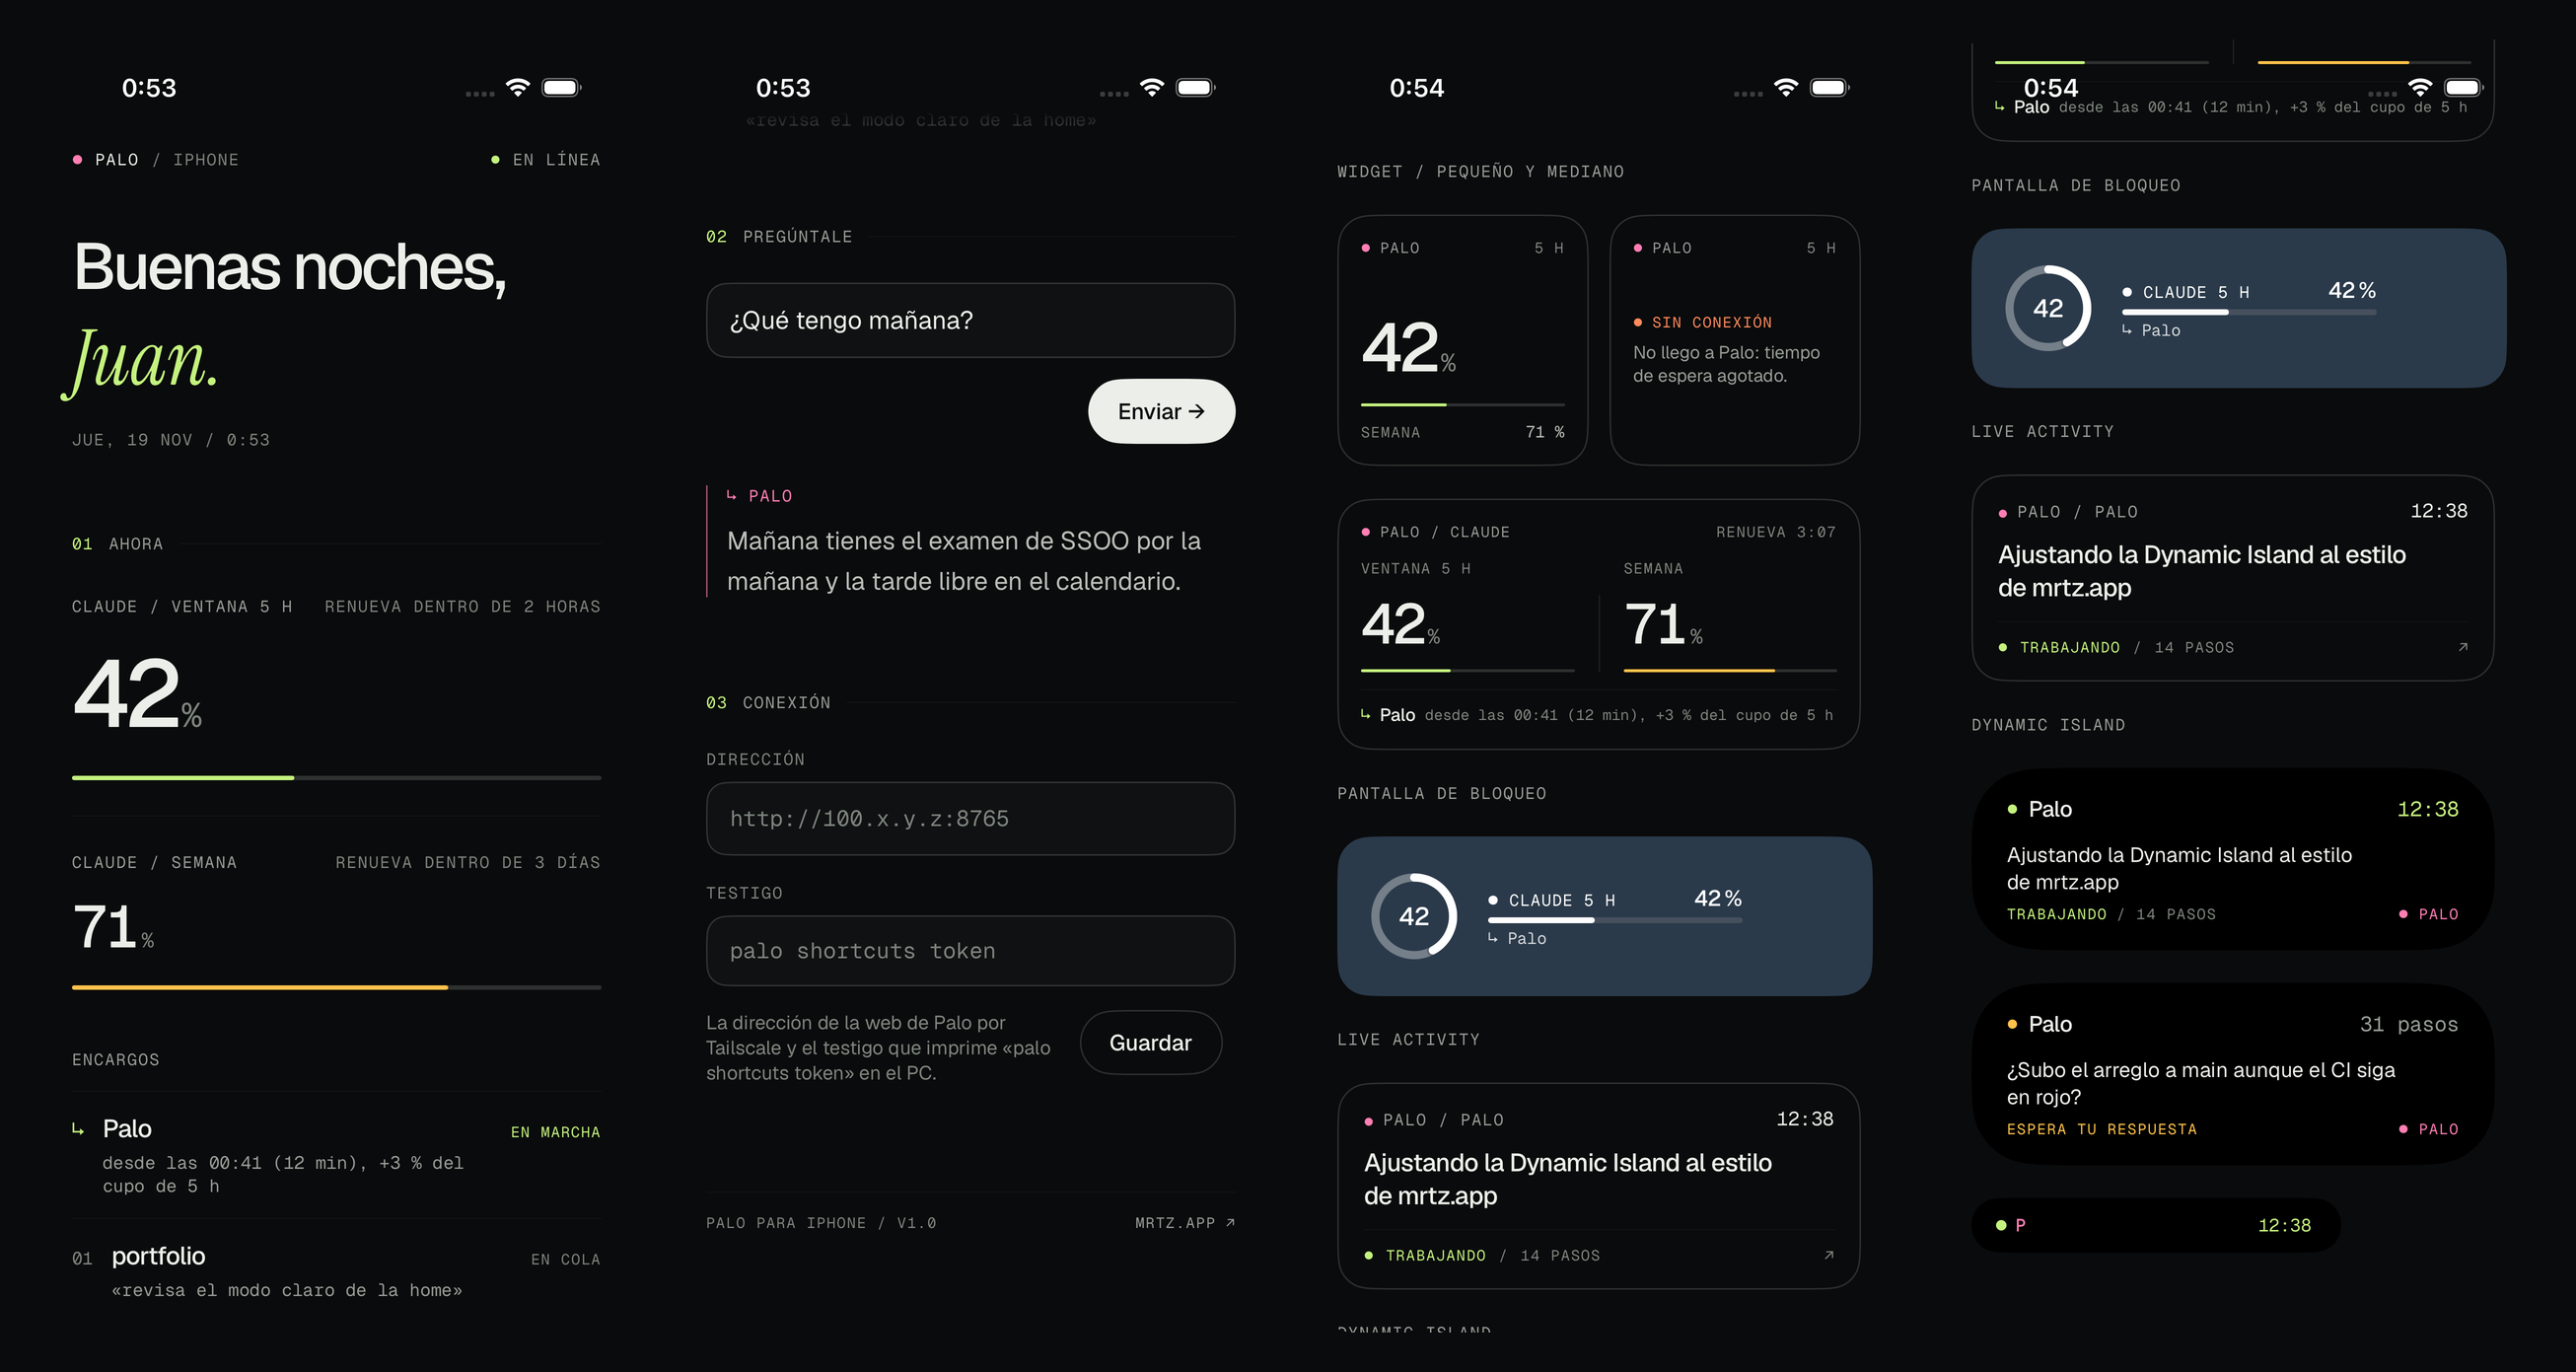 0:53
PALO / IPHONE
EN LÍNEA
Buenas noches,
Juan.
JUE, 19 NOV / 0:53
01 AHORA
CLAUDE / VENTANA 5 H RENUEVA DENTRO DE 2 HORAS
42%
CLAUDE / SEMANA RENUEVA DENTRO DE 3 DÍAS
71%
ENCARGOS
↳ Palo EN MARCHA
desde las 00:41 (12 min), +3 % del
cupo de 5 h
01 portfolio EN COLA
«revisa el modo claro de la home»
0:53
«revisa el modo claro de la home»
02 PREGÚNTALE
¿Qué tengo mañana?
Enviar →
↳ PALO
Mañana tienes el examen de SSOO por la
mañana y la tarde libre en el calendario.
03 CONEXIÓN
DIRECCIÓN
http://100.x.y.z:8765
TESTIGO
palo shortcuts token
La dirección de la web de Palo por
Tailscale y el testigo que imprime «palo
shortcuts token» en el PC.
Guardar
PALO PARA IPHONE / V1.0 MRTZ.APP ↗
0:54
WIDGET / PEQUEÑO Y MEDIANO
PALO 5 H
42%
SEMANA 71 %
PALO 5 H
SIN CONEXIÓN
No llego a Palo: tiempo
de espera agotado.
PALO / CLAUDE RENUEVA 3:07
VENTANA 5 H SEMANA
42% 71%
↳ Palo desde las 00:41 (12 min), +3 % del cupo de 5 h
PANTALLA DE BLOQUEO
42
CLAUDE 5 H 42%
↳ Palo
LIVE ACTIVITY
PALO / PALO 12:38
Ajustando la Dynamic Island al estilo
de mrtz.app
TRABAJANDO / 14 PASOS ↗
DYNAMIC ISLAND
0:54
↳ Palo desde las 00:41 (12 min), +3 % del cupo de 5 h
PANTALLA DE BLOQUEO
42
CLAUDE 5 H 42%
↳ Palo
LIVE ACTIVITY
PALO / PALO 12:38
Ajustando la Dynamic Island al estilo
de mrtz.app
TRABAJANDO / 14 PASOS ↗
DYNAMIC ISLAND
Palo 12:38
Ajustando la Dynamic Island al estilo
de mrtz.app
TRABAJANDO / 14 PASOS PALO
Palo 31 pasos
¿Subo el arreglo a main aunque el CI siga
en rojo?
ESPERA TU RESPUESTA PALO
P 12:38